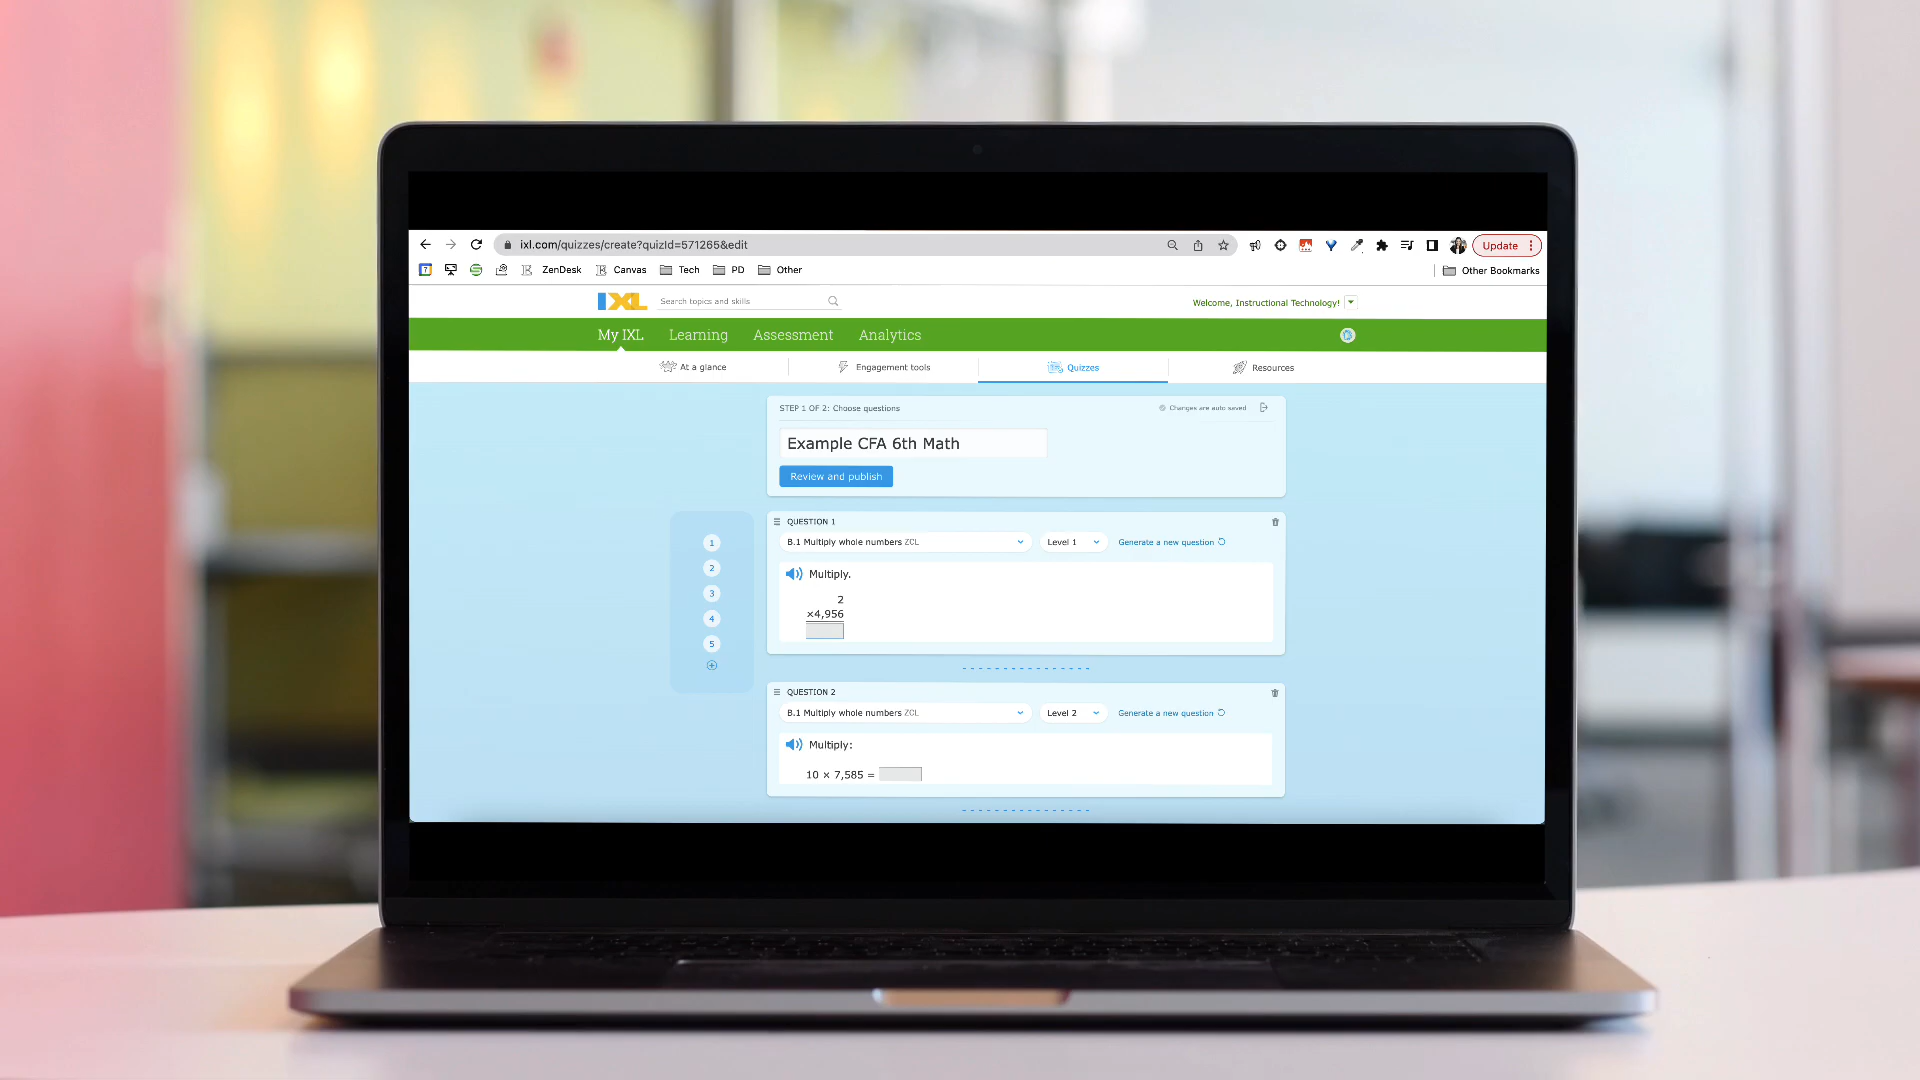 ixl.com/quizzes/create?quizId=571265&edit
Update
7
ZenDesk
Canvas
Tech
PD
Other
Other Bookmarks
IXL
Search topics and skills
Welcome, Instructional Technology!
My IXL
Learning
Assessment
Analytics
At a glance
Engagement tools
Quizzes
Resources
STEP 1 OF 2: Choose questions
Changes are auto saved
Example CFA 6th Math
Review and publish
1
2
3
4
5
QUESTION 1
B.1 Multiply whole numbers ZCL
Level 1
Generate a new question
Multiply.
2
×4,956
QUESTION 2
B.1 Multiply whole numbers ZCL
Level 2
Generate a new question
Multiply:
10 × 7,585 =